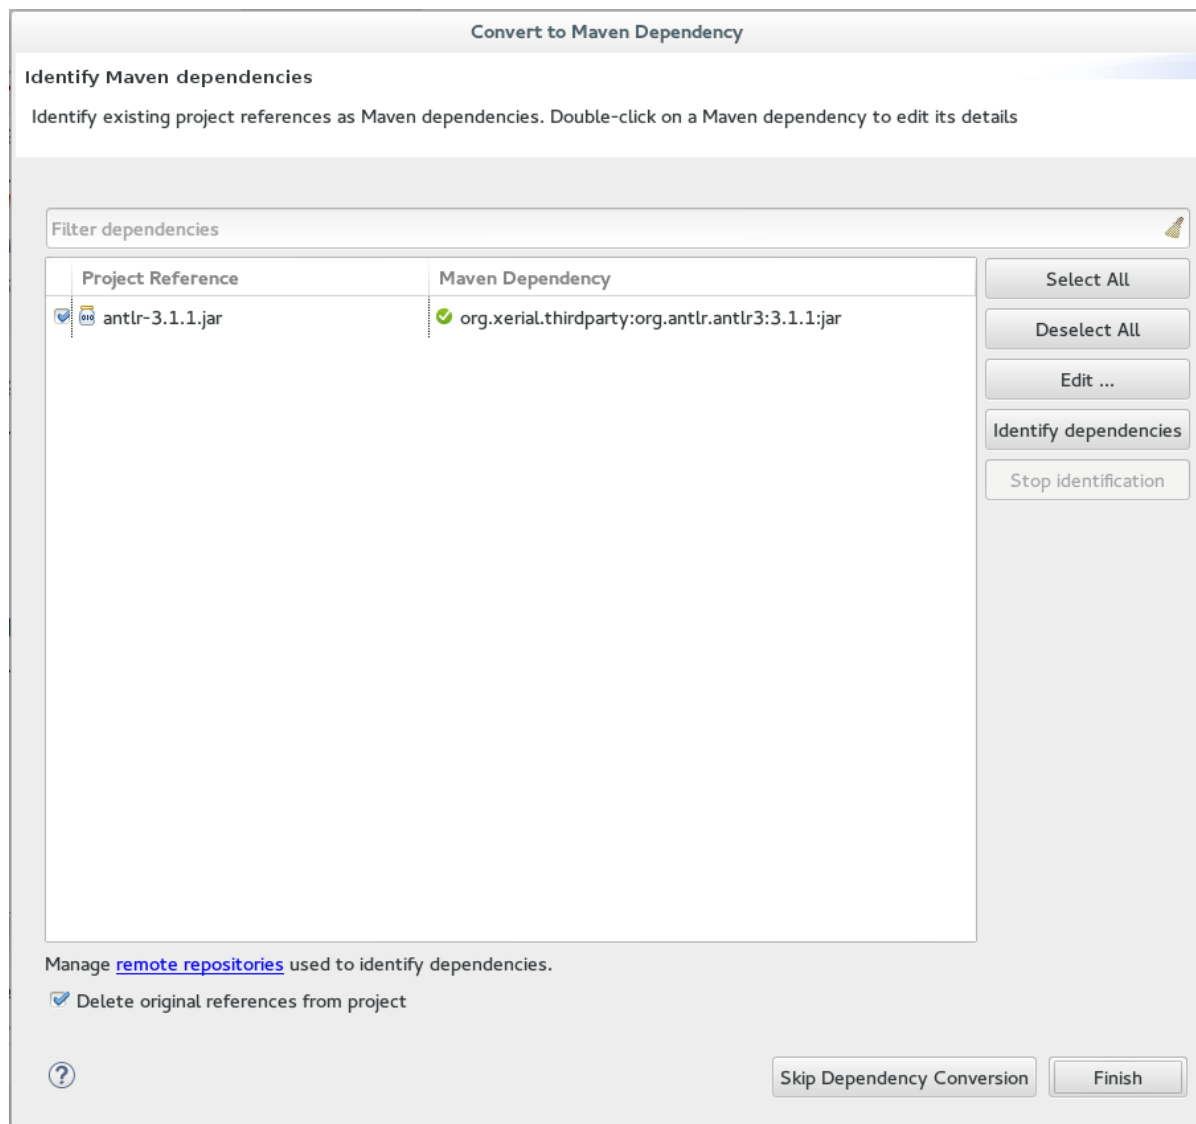 Convert to Maven Dependency
Identify Maven dependencies
Identify existing project references as Maven dependencies. Double-click on a Maven dependency to edit its details
Filter dependencies
Project Reference Maven Dependency
antlr-3.1.1.jar org.xerial.thirdparty:org.antlr.antlr3:3.1.1:jar
Select All
Deselect All
Edit ...
Identify dependencies
Stop identification
Manage remote repositories used to identify dependencies.
Delete original references from project
Skip Dependency Conversion Finish